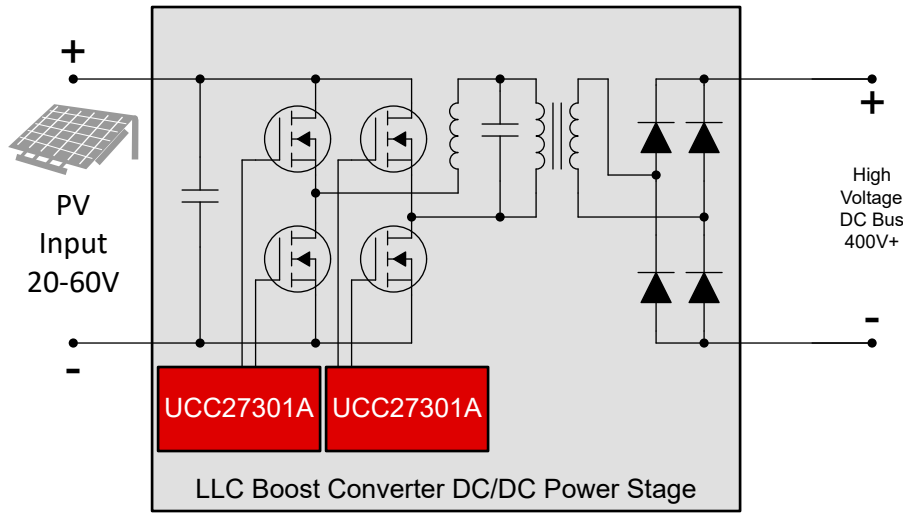 +
PV
Input
20-60V
-
UCC27301A
UCC27301A
LLC Boost Converter DC/DC Power Stage
+
High
Voltage
DC Bus
400V+
-